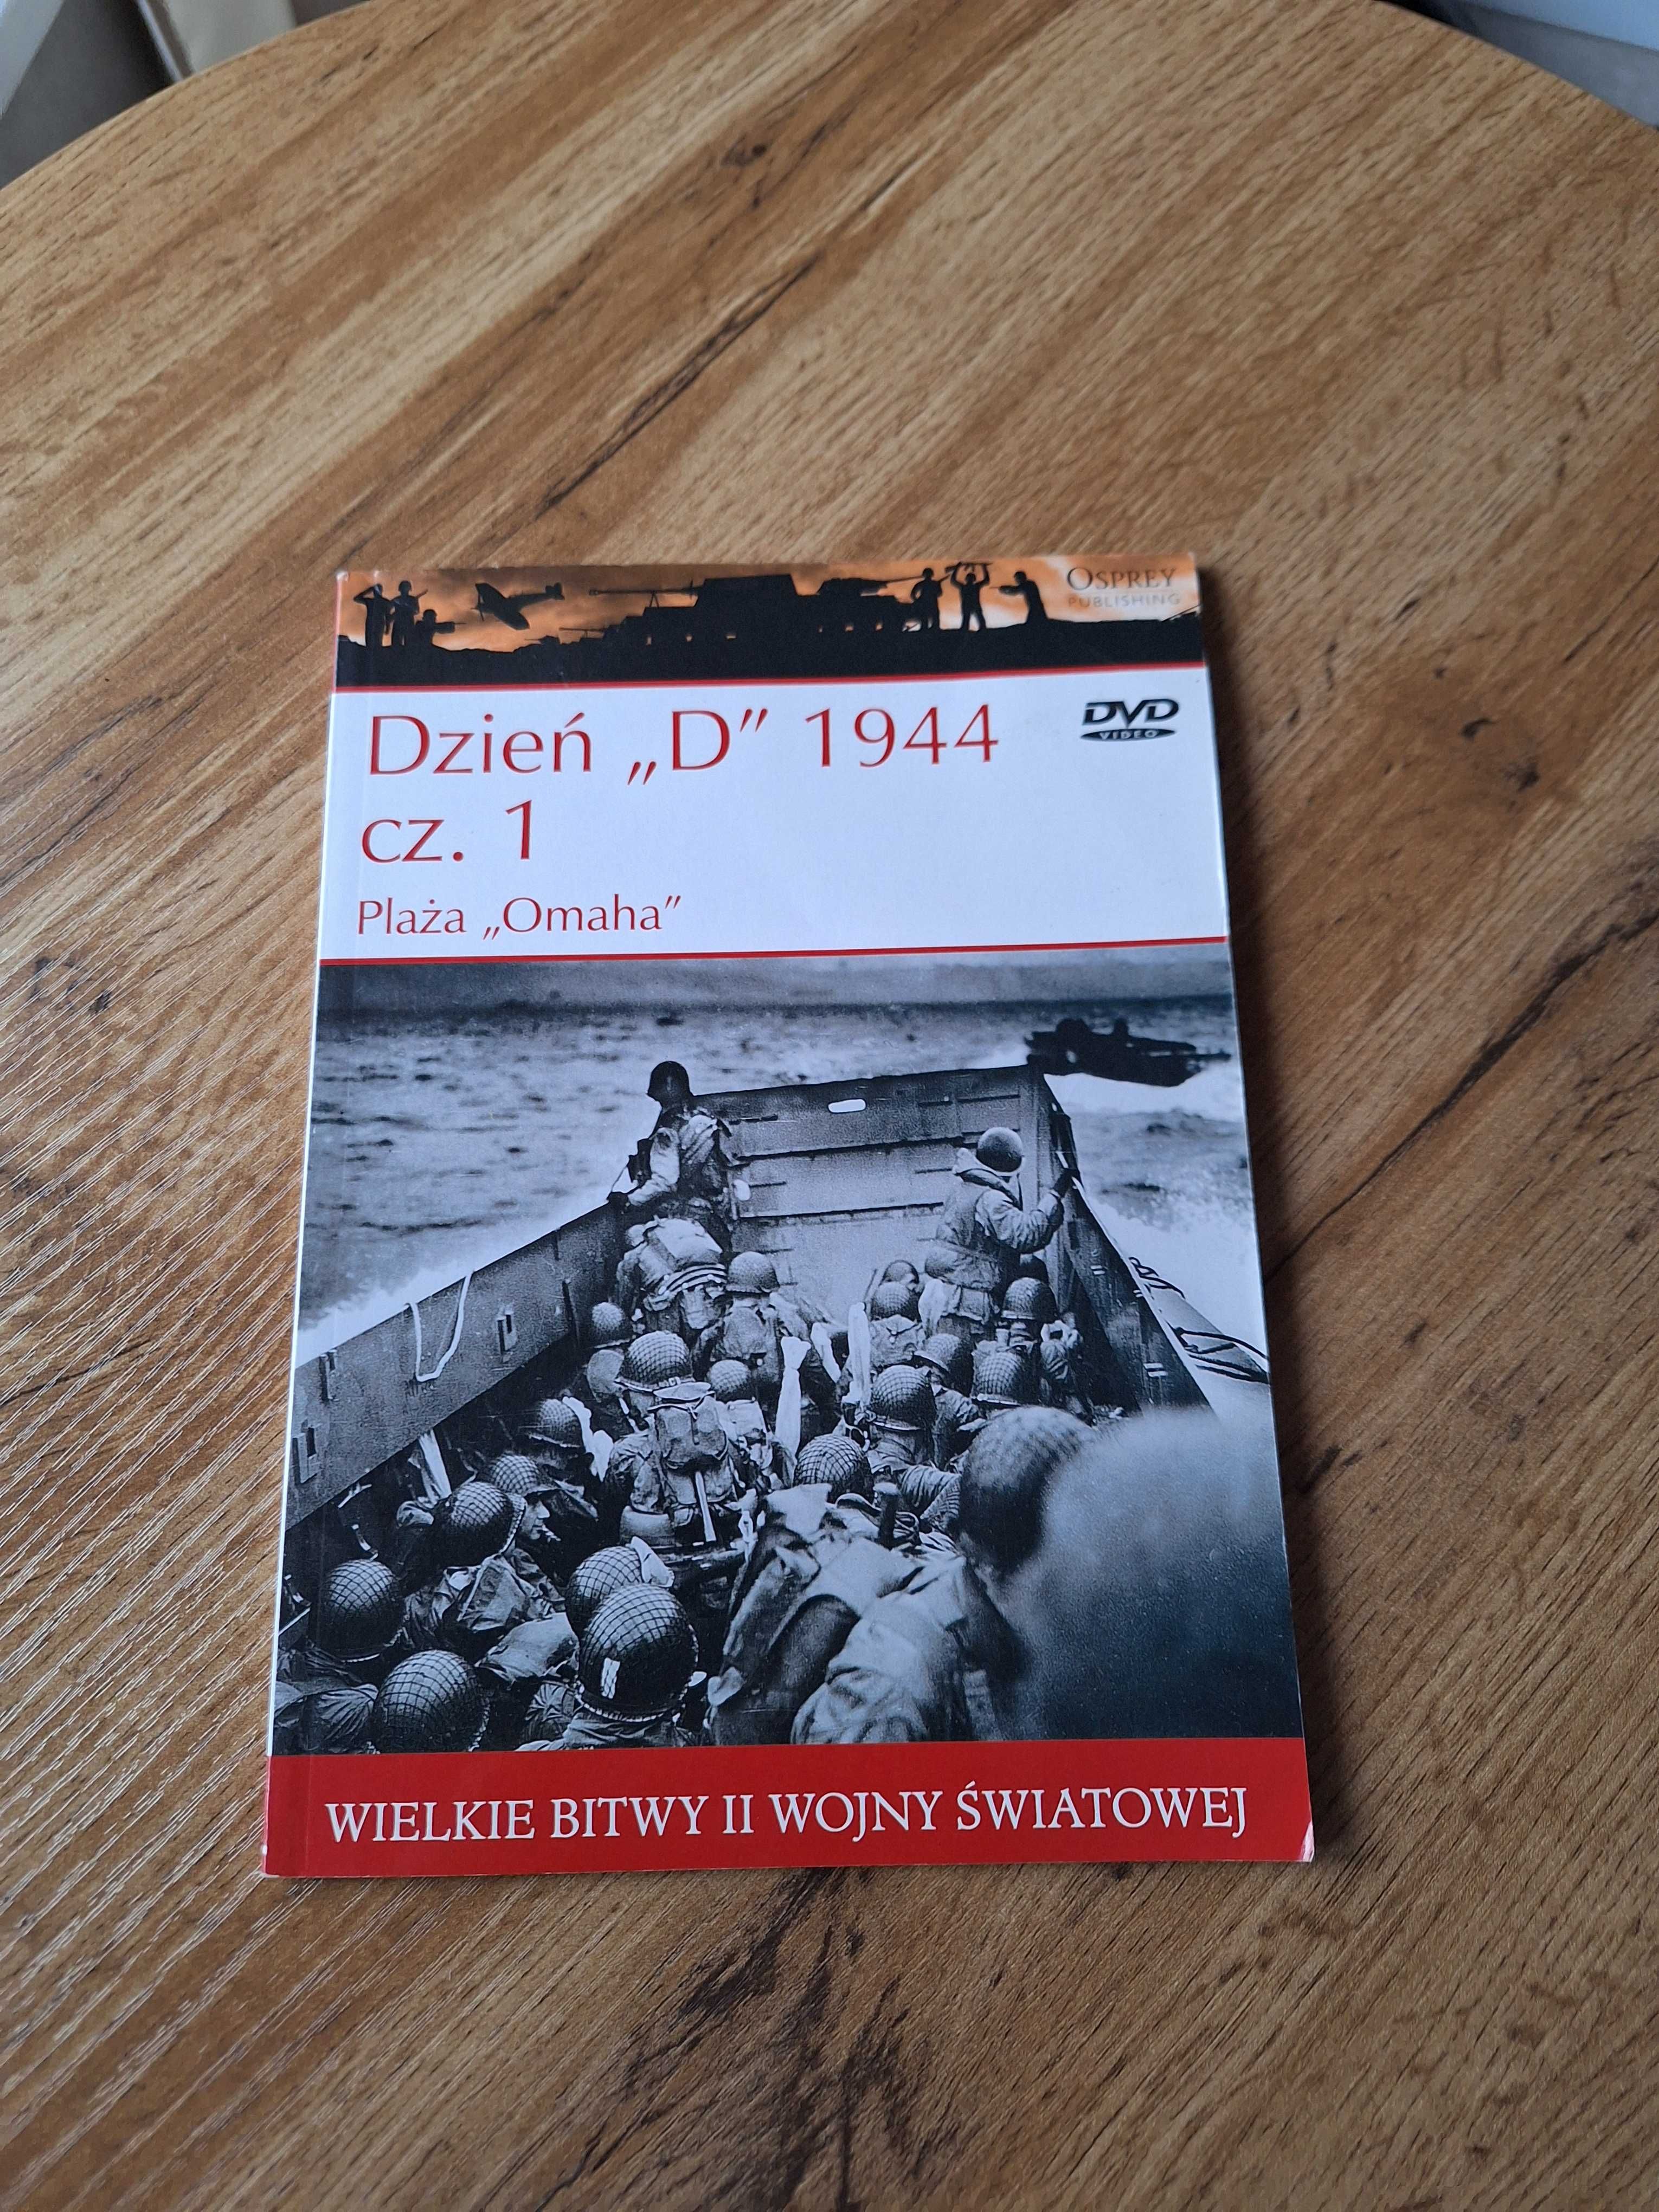 OSPREY
PUBLISHING
Dzień „D” 1944
DVD
VIDEO
cz. 1
Plaża „Omaha”
WIELKIE BITWY II WOJNY ŚWIATOWEJ